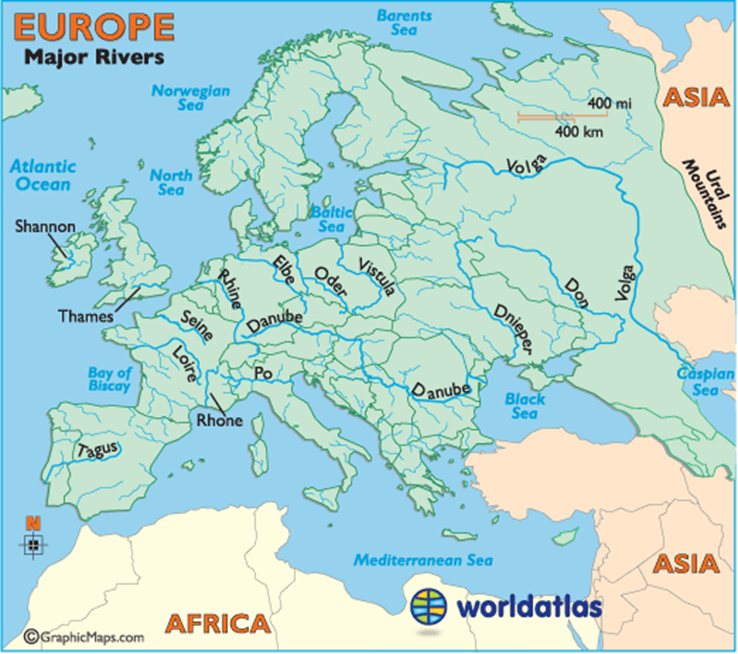 EUROPE
Major Rivers
Barents
Sea
Norwegian
Sea
400 mi
400 km
ASIA
Ural
Mountains
Atlantic
Ocean
North
Sea
Volga
Shannon
Baltic
Sea
Thames
Rhine
Elbe
Oder
Vistula
Don
Volga
Seine
Danube
Dnieper
Loire
Bay of
Biscay
Po
Danube
Caspian
Sea
Black
Sea
Rhone
Tagus
N
Mediterranean Sea
ASIA
AFRICA
worldatlas
©GraphicMaps.com